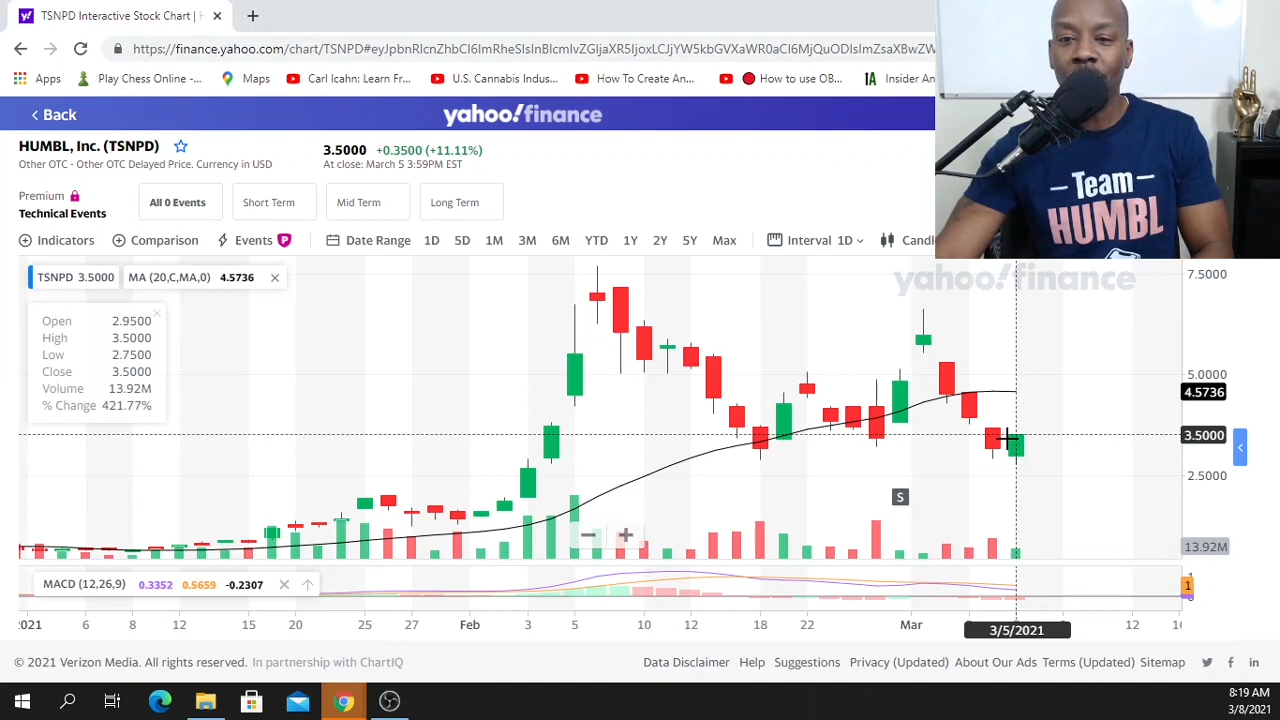 TSNPD Interactive Stock Chart |
https://finance.yahoo.com/chart/TSNPD
Apps
Play Chess Online -...
Maps
Carl Icahn: Learn Fr...
U.S. Cannabis Indus...
How To Create An...
How to use OB...
Insider An
Back
yahoo!finance
HUMBL, Inc. (TSNPD)
Other OTC - Other OTC Delayed Price. Currency in USD
3.5000 +0.3500 (+11.11%)
At close: March 5 3:59PM EST
Premium
Technical Events
All 0 Events
Short Term
Mid Term
Long Term
Indicators
Comparison
Events P
Date Range 1D 5D 1M 3M 6M YTD 1Y 2Y 5Y Max
Interval 1D
Candl
Team
HUMBL
TSNPD 3.5000
MA (20,C,MA,0) 4.5736
yahoo!finance
Open 2.9500
High 3.5000
Low 2.7500
Close 3.5000
Volume 13.92M
% Change 421.77%
7.5000
5.0000
4.5736
3.5000
2.5000
13.92M
S
MACD (12,26,9) 0.3352 0.5659 -0.2307
1
2021 6 8 12 15 20 25 27 Feb 3 5 10 12 18 22 Mar 3/5/2021 12
© 2021 Verizon Media. All rights reserved. In partnership with ChartIQ
Data Disclaimer Help Suggestions Privacy (Updated) About Our Ads Terms (Updated) Sitemap
8:19 AM
3/8/2021